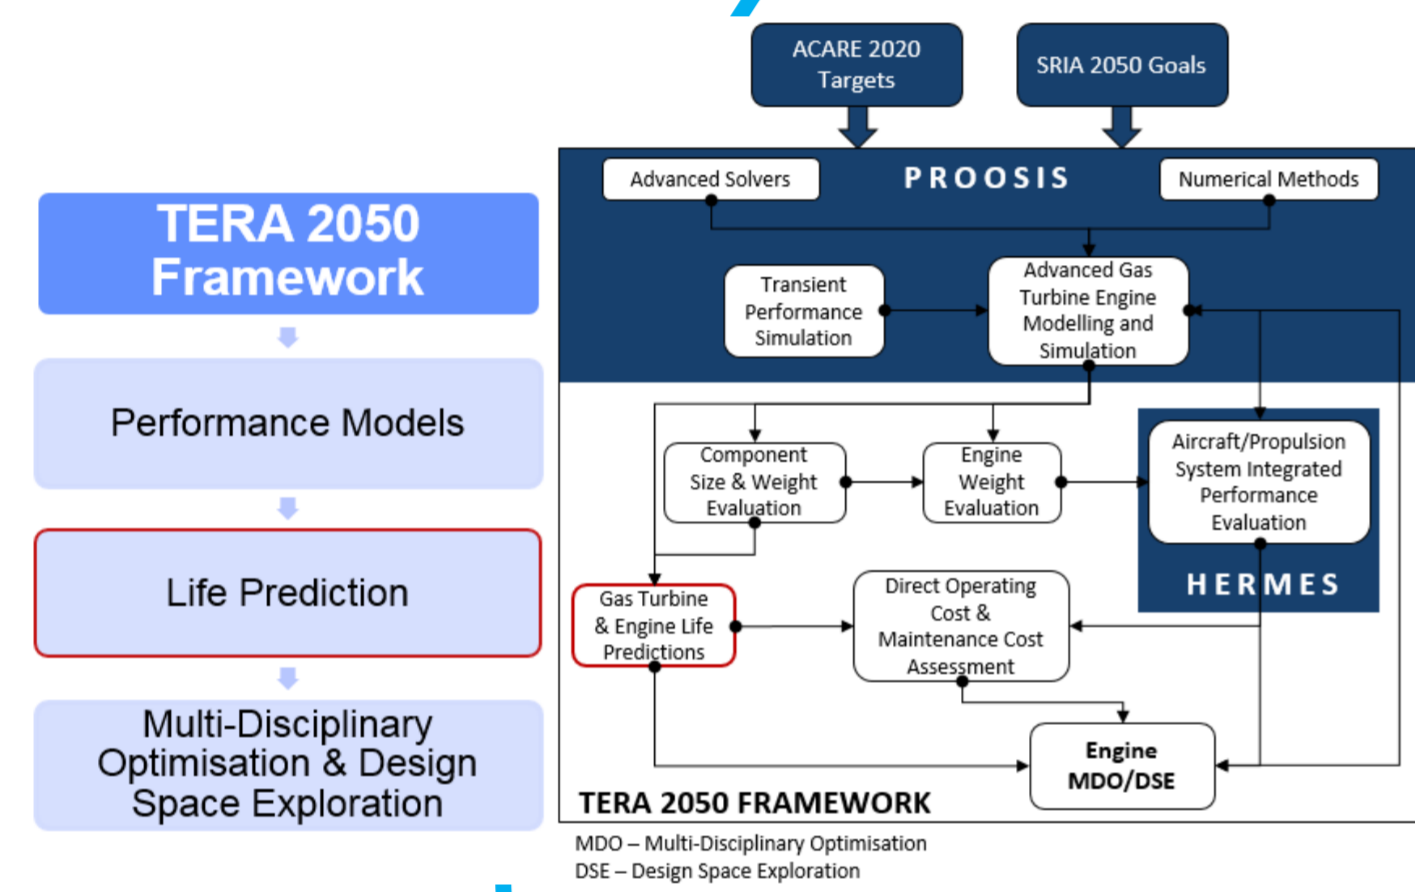 TERA 2050
Framework
Performance Models
Life Prediction
Multi-Disciplinary
Optimisation & Design
Space Exploration
ACARE 2020
Targets
SRIA 2050 Goals
Advanced Solvers
PROOSIS
Numerical Methods
Transient
Performance
Simulation
Advanced Gas
Turbine Engine
Modelling and
Simulation
Component
Size & Weight
Evaluation
Engine
Weight
Evaluation
Aircraft/Propulsion
System Integrated
Performance
Evaluation
HERMES
Gas Turbine
& Engine Life
Predictions
Direct Operating
Cost &
Maintenance Cost
Assessment
Engine
MDO/DSE
TERA 2050 FRAMEWORK
MDO – Multi-Disciplinary Optimisation
DSE – Design Space Exploration